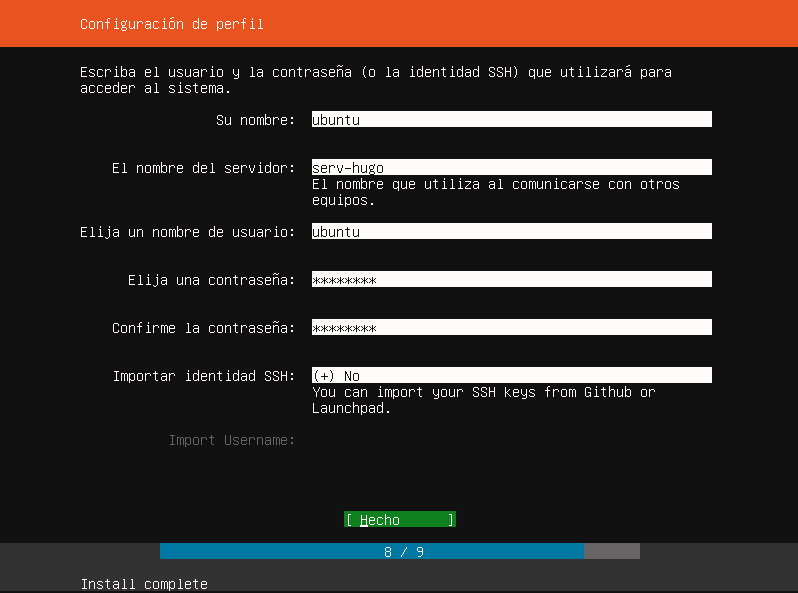 Configuración de perfil
Escriba el usuario y la contraseña (o la identidad SSH) que utilizará para
acceder al sistema.
Su nombre: ubuntu
El nombre del servidor: serv-hugo
El nombre que utiliza al comunicarse con otros
equipos.
Elija un nombre de usuario: ubuntu
Elija una contraseña: ********
Confirme la contraseña: ********
Importar identidad SSH: (+) No
You can import your SSH keys from Github or
Launchpad.
Import Username:
[ Hecho ]
8 / 9
Install complete